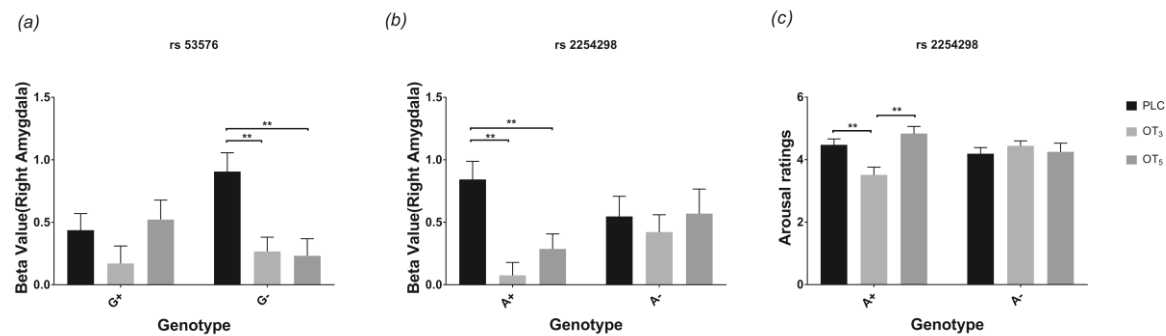 (a)
rs 53576
Beta Value(Right Amygdala)
1.5
1.0
0.5
0.0
**
**
G+
G-
Genotype
(b)
rs 2254298
Beta Value(Right Amygdala)
1.5
1.0
0.5
0.0
**
**
A+
A-
Genotype
(c)
rs 2254298
Arousal ratings
6
4
2
0
**
**
A+
A-
Genotype
PLC
OT₃
OT₅